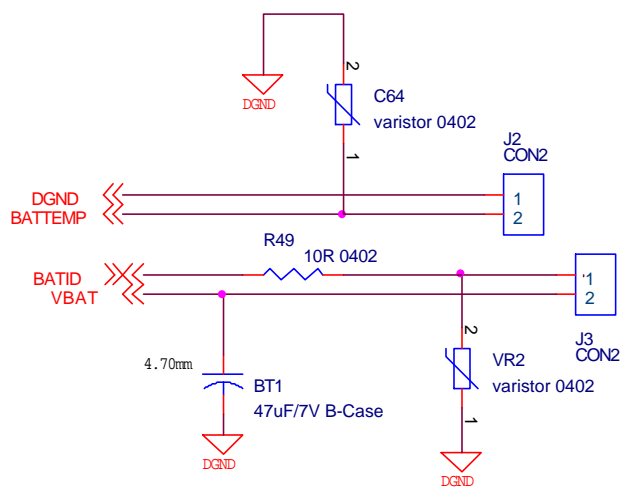 2
DGND
C64
varistor 0402
1
J2
CON2
DGND
1
BATTEMP
2
R49
10R 0402
BATID
1
VBAT
2
J3
CON2
2
4.70mm
BT1
47uF/7V B-Case
VR2
varistor 0402
1
DGND
DGND